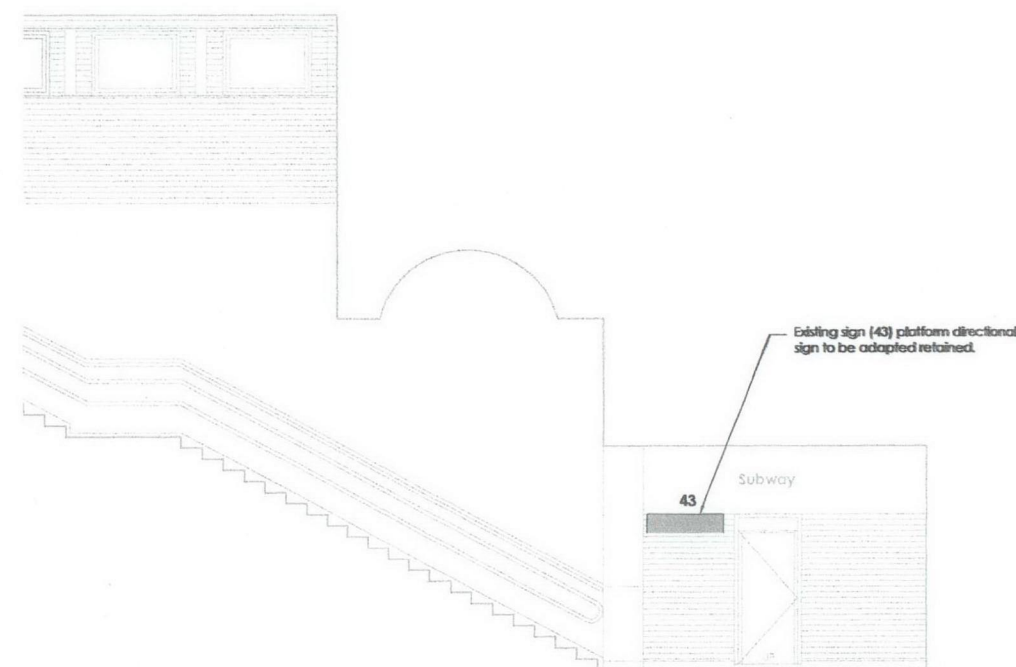 Existing sign (43) platform directional
sign to be adapted retained.
Subway
43